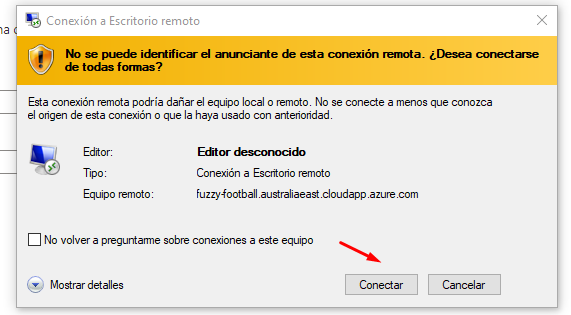 Conexión a Escritorio remoto
No se puede identificar el anunciante de esta conexión remota. ¿Desea conectarse
de todas formas?
Esta conexión remota podría dañar el equipo local o remoto. No se conecte a menos que conozca
el origen de esta conexión o que la haya usado con anterioridad.
Editor: Editor desconocido
Tipo: Conexión a Escritorio remoto
Equipo remoto: fuzzy-football.australiaeast.cloudapp.azure.com
No volver a preguntarme sobre conexiones a este equipo
Mostrar detalles Conectar Cancelar